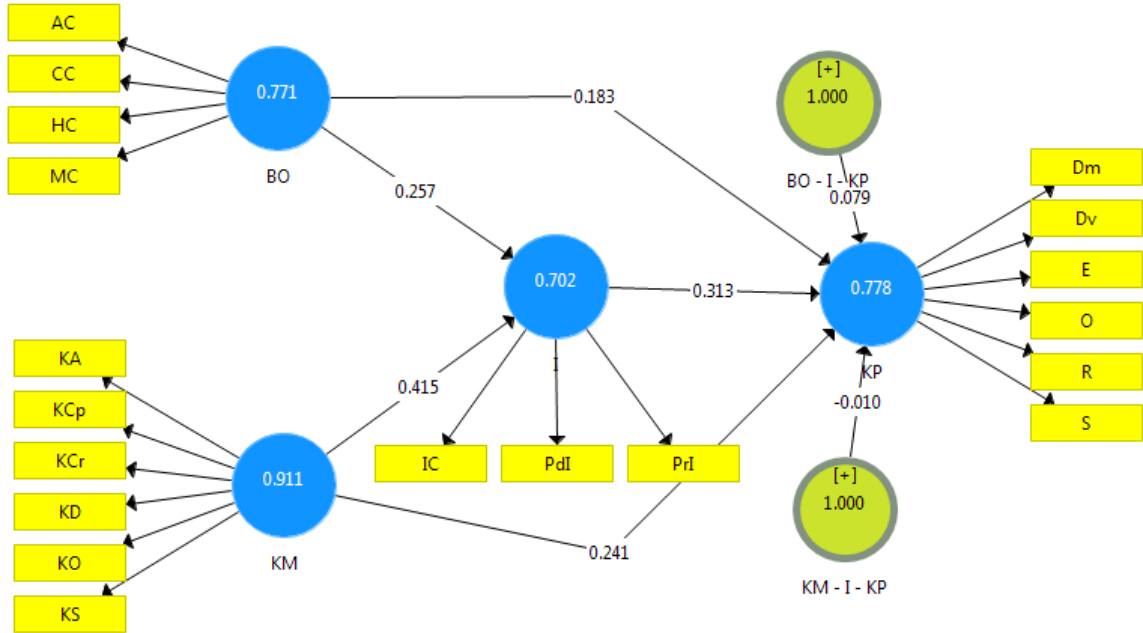 AC
CC
HC
MC
0.771
BO
0.183
0.257
[+]
1.000
BO - I - KP
0.079
Dm
Dv
E
O
R
S
0.702
I
0.313
0.778
KP
KA
KCp
KCr
KD
KO
KS
0.911
KM
0.415
IC
PdI
PrI
0.241
-0.010
[+]
1.000
KM - I - KP